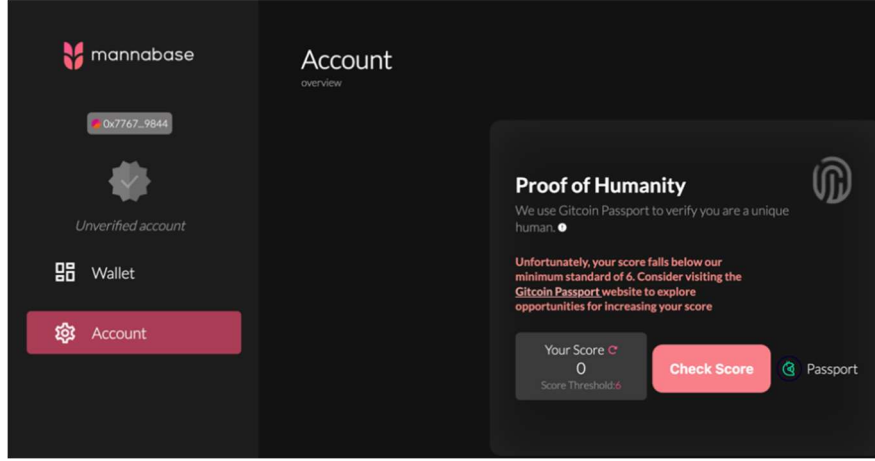 mannabase
0x7767_9844
Unverified account
Wallet
Account
Account
overview
Proof of Humanity
We use Gitcoin Passport to verify you are a unique
human.
Unfortunately, your score falls below our
minimum standard of 6. Consider visiting the
Gitcoin Passport website to explore
opportunities for increasing your score
Your Score
0
Score Threshold:6
Check Score
Passport